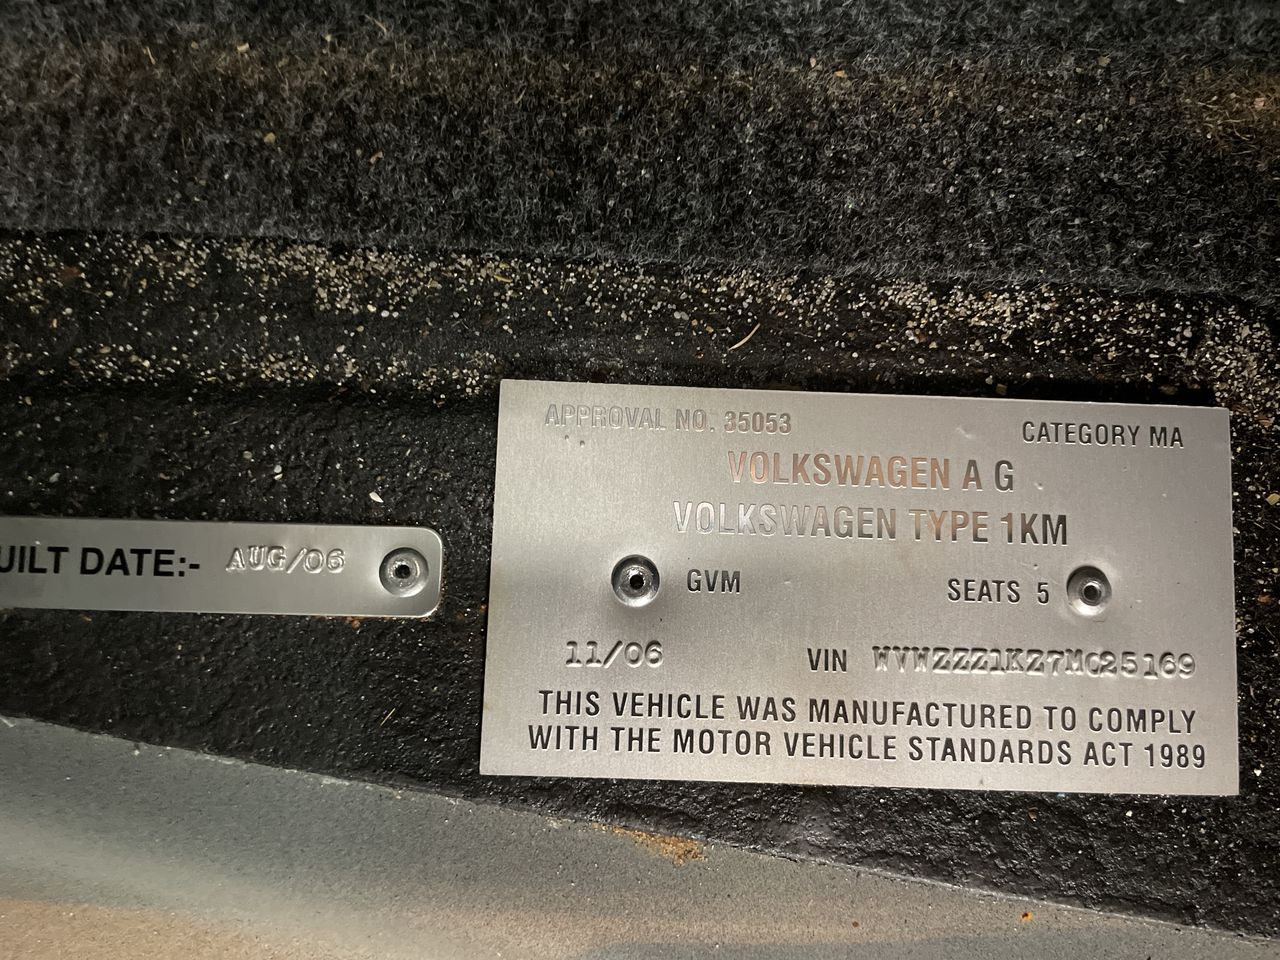 UILT DATE:- AUG/06
APPROVAL NO. 35053
CATEGORY MA
VOLKSWAGEN A G
VOLKSWAGEN TYPE 1KM
GVM
SEATS 5
11/06
VIN WVWZZZ1KZ7M025169
THIS VEHICLE WAS MANUFACTURED TO COMPLY
WITH THE MOTOR VEHICLE STANDARDS ACT 1989